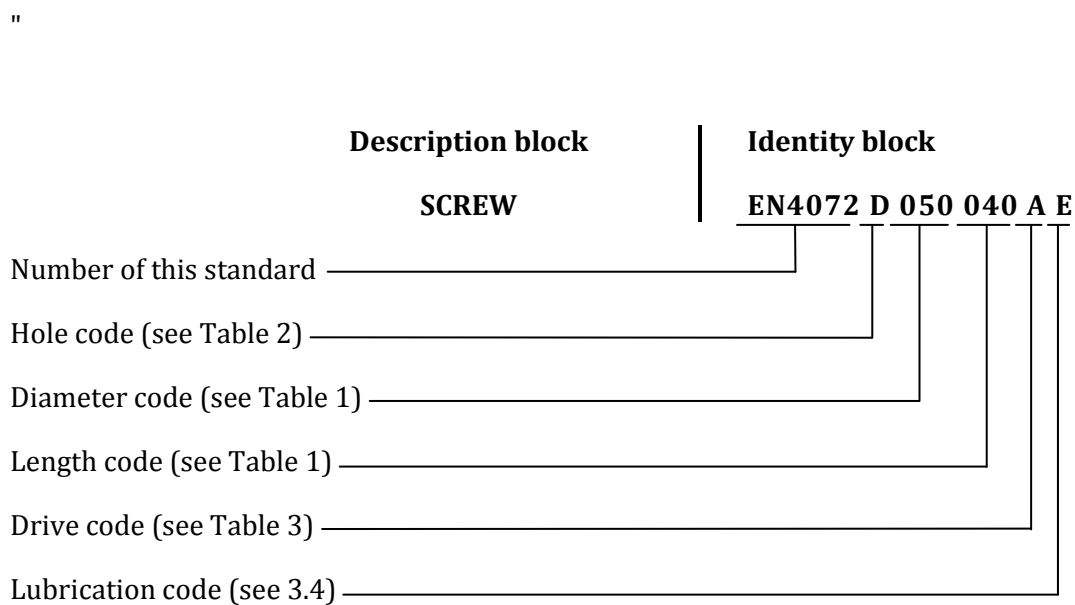 "
Description block Identity block
SCREW EN4072 D 050 040 A E
Number of this standard
Hole code (see Table 2)
Diameter code (see Table 1)
Length code (see Table 1)
Drive code (see Table 3)
Lubrication code (see 3.4)